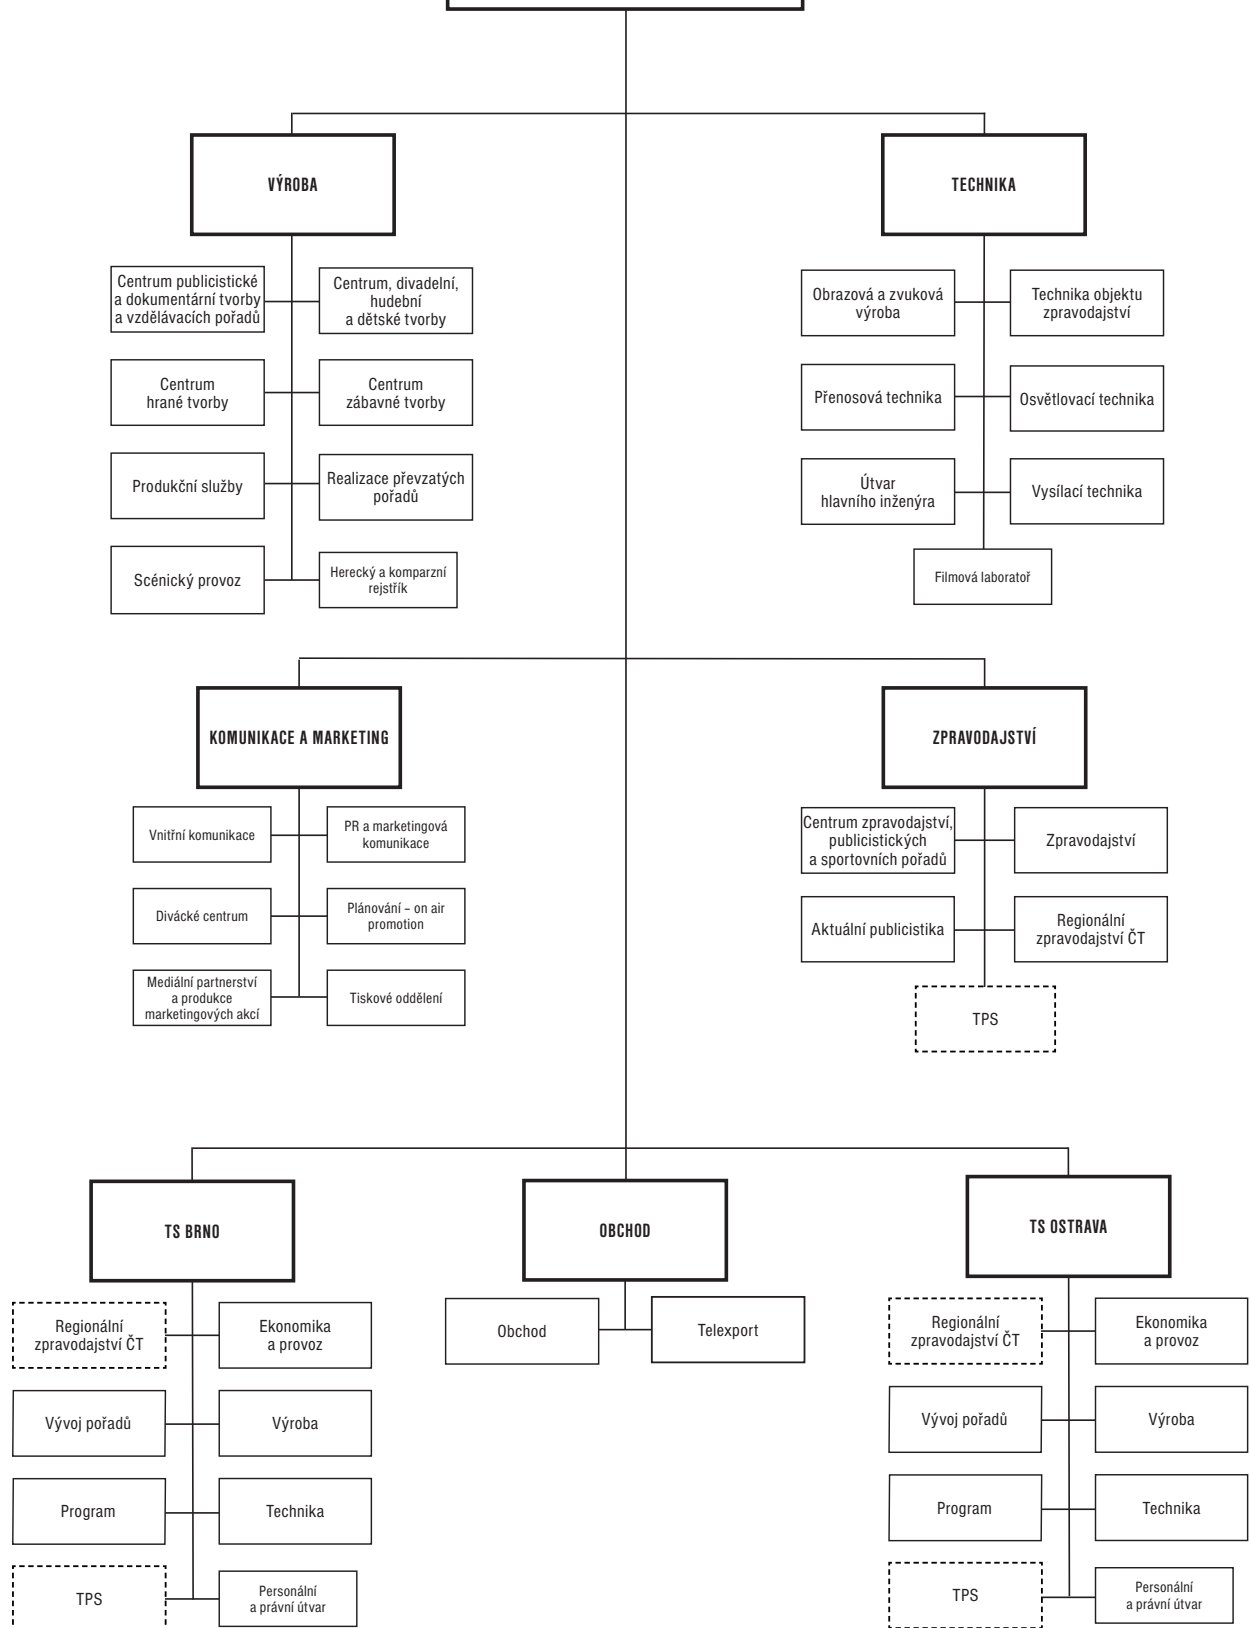 VÝROBA
TECHNIKA
Centrum publicistické
a dokumentární tvorby
a vzdělávacích pořadů
Centrum, divadelní,
hudební
a dětské tvorby
Obrazová a zvuková
výroba
Technika objektu
zpravodajství
Centrum
hrané tvorby
Centrum
zábavné tvorby
Přenosová technika
Osvětlovací technika
Produkční služby
Realizace převzatých
pořadů
Útvar
hlavního inženýra
Vysílací technika
Scénický provoz
Herecký a komparzní
rejstřík
Filmová laboratoř
KOMUNIKACE A MARKETING
ZPRAVODAJSTVÍ
Vnitřní komunikace
PR a marketingová
komunikace
Centrum zpravodajství,
publicistických
a sportovních pořadů
Zpravodajství
Divácké centrum
Plánování – on air
promotion
Aktuální publicistika
Regionální
zpravodajství ČT
Mediální partnerství
a produkce
marketingových akcí
Tiskové oddělení
TPS
TS BRNO
OBCHOD
TS OSTRAVA
Regionální
zpravodajství ČT
Ekonomika
a provoz
Obchod
Telexport
Regionální
zpravodajství ČT
Ekonomika
a provoz
Vývoj pořadů
Výroba
Vývoj pořadů
Výroba
Program
Technika
Program
Technika
TPS
Personální
a právní útvar
TPS
Personální
a právní útvar